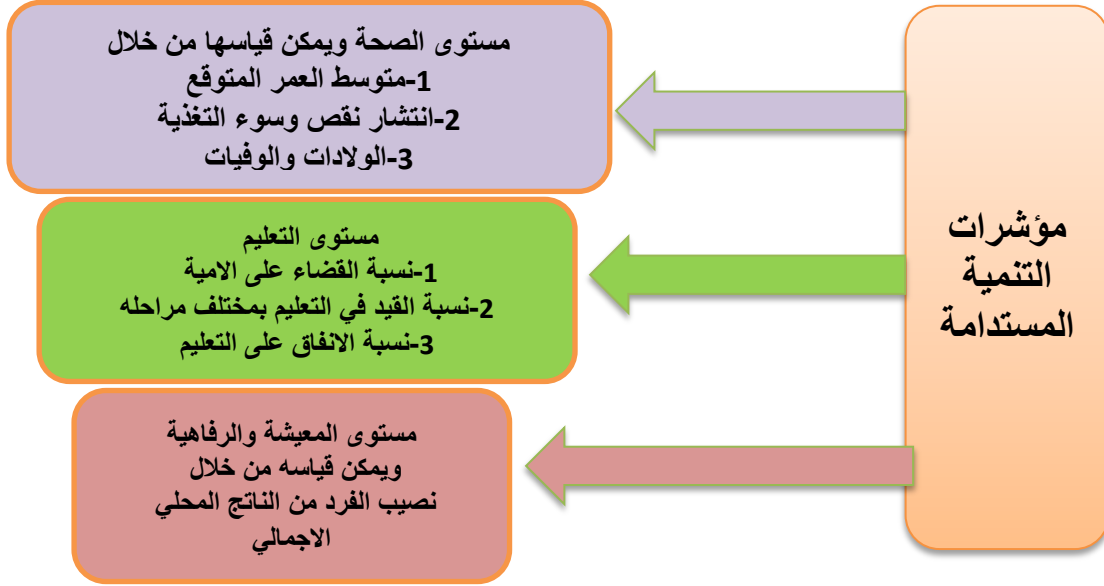 مؤشرات
التنمية
المستدامة
مستوى الصحة ويمكن قياسها من خلال
1-متوسط العمر المتوقع
2-انتشار نقص وسوء التغذية
3-الولادات والوفيات
مستوى التعليم
1-نسبة القضاء على الامية
2-نسبة القيد في التعليم بمختلف مراحله
3-نسبة الانفاق على التعليم
مستوى المعيشة والرفاهية
ويمكن قياسه من خلال
نصيب الفرد من الناتج المحلي
الاجمالي